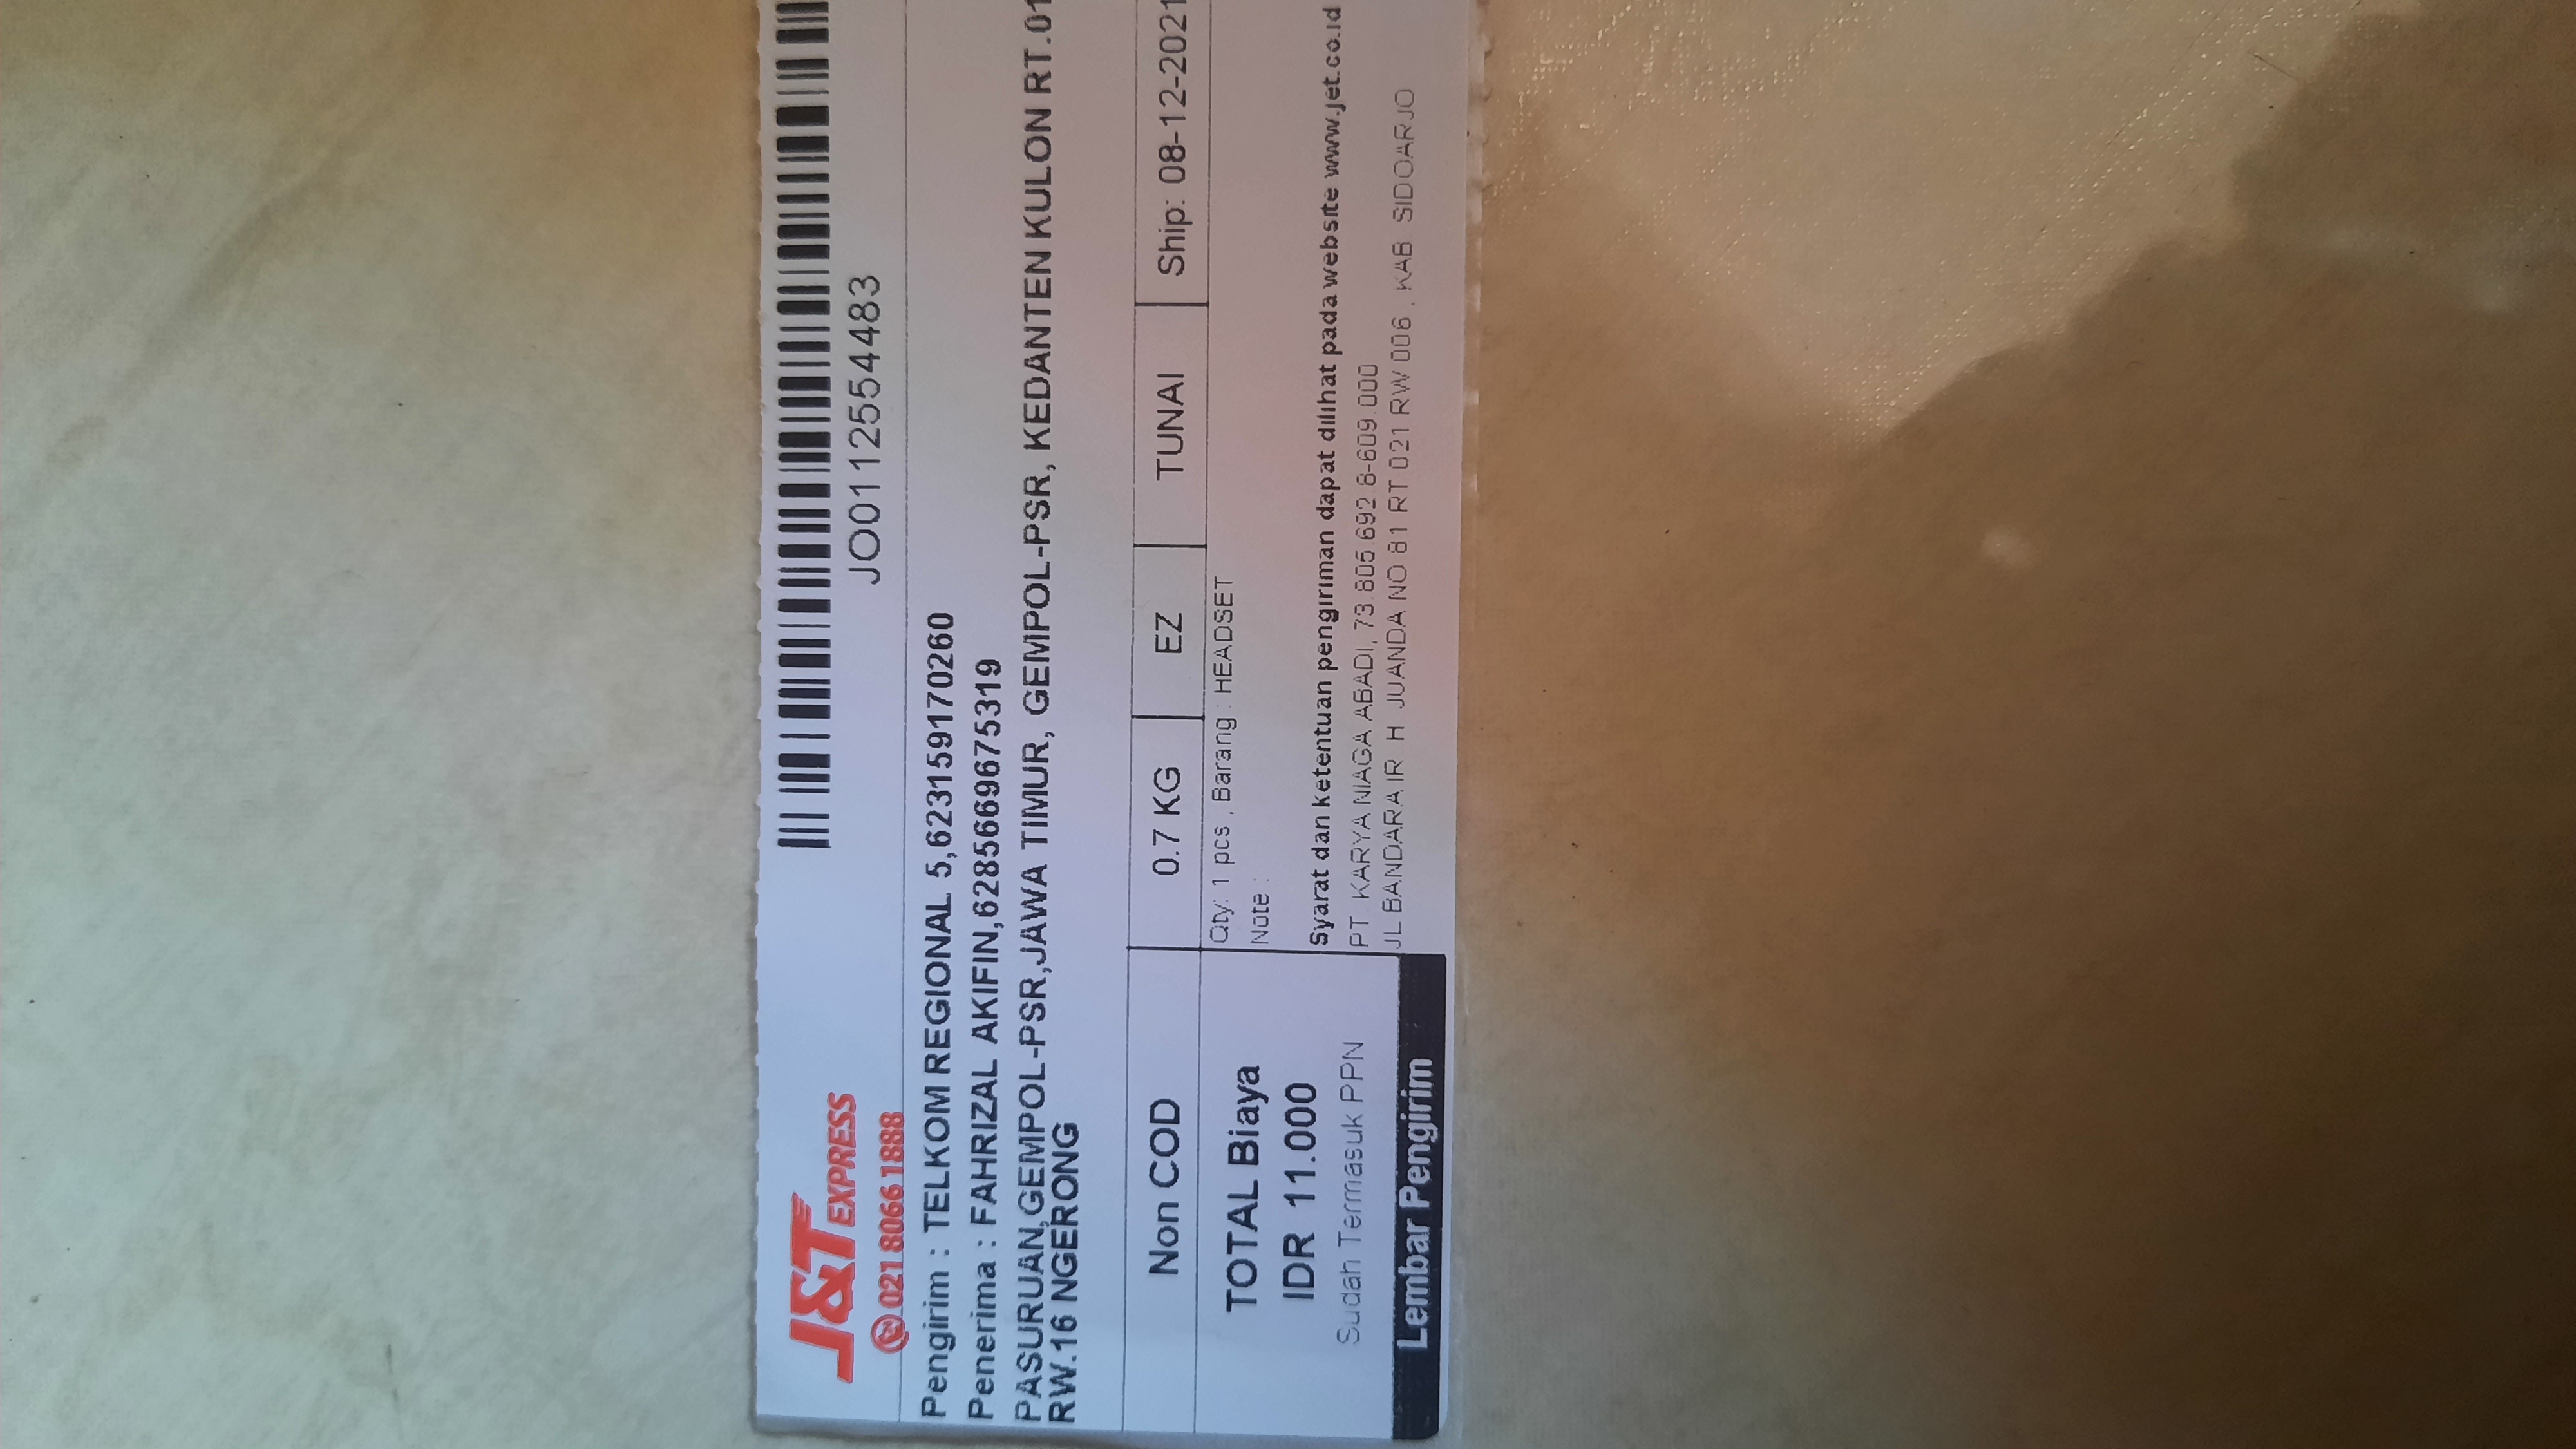 J&T EXPRESS
021 8066 1888
JO0112554483
Pengirim : TELKOM REGIONAL 5,623159170260
Penerima : FAHRIZAL AKIFIN,6285669675319
PASURUAN,GEMPOL-PSR,JAWA TIMUR, GEMPOL-PSR, KEDANTEN KULON RT.01
RW.16 NGERONG
Non COD 0.7 KG EZ TUNAI Ship: 08-12-2021
TOTAL Biaya
IDR 11.000
Sudah Termasuk PPN
Lembar Pengirim
Qty: 1 pcs , Barang : HEADSET
Note :
Syarat dan ketentuan pengiriman dapat dilihat pada website www.jet.co.id
PT. KARYA NIAGA ABADI, 73.805.692.8-609.000
JL BANDARA IR. H. JUANDA NO 81 RT 021 RW 006 , KAB. SIDOARJO